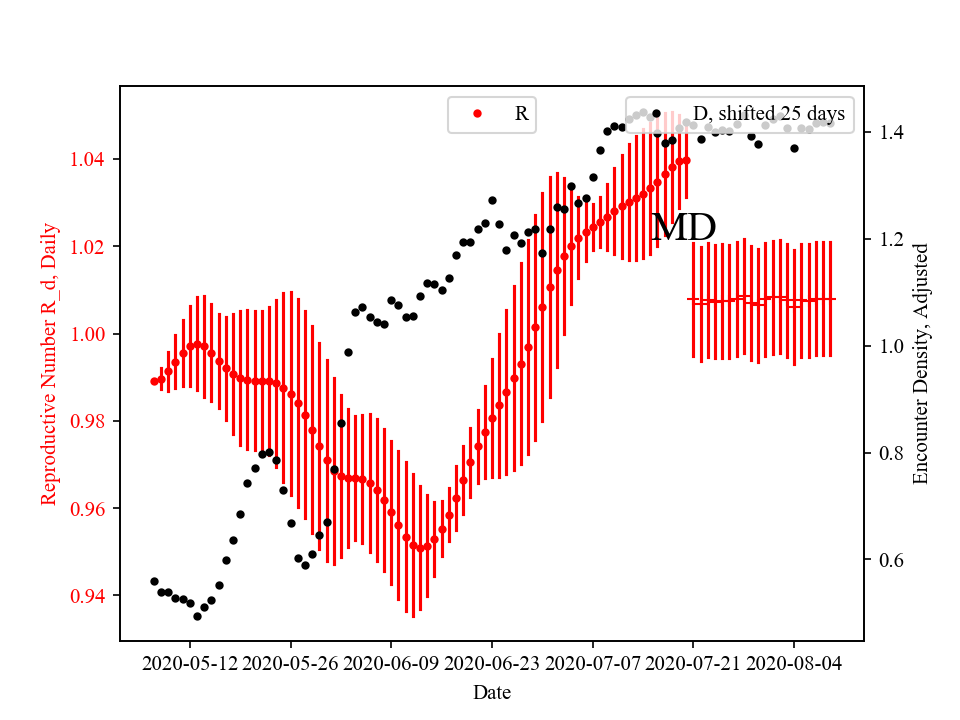 R
D, shifted 25 days
MD
Reproductive Number R_d, Daily
1.04
1.02
1.00
0.98
0.96
0.94
1.4
1.2
1.0
0.8
0.6
Encounter Density, Adjusted
2020-05-12 2020-05-26 2020-06-09 2020-06-23 2020-07-07 2020-07-21 2020-08-04
Date